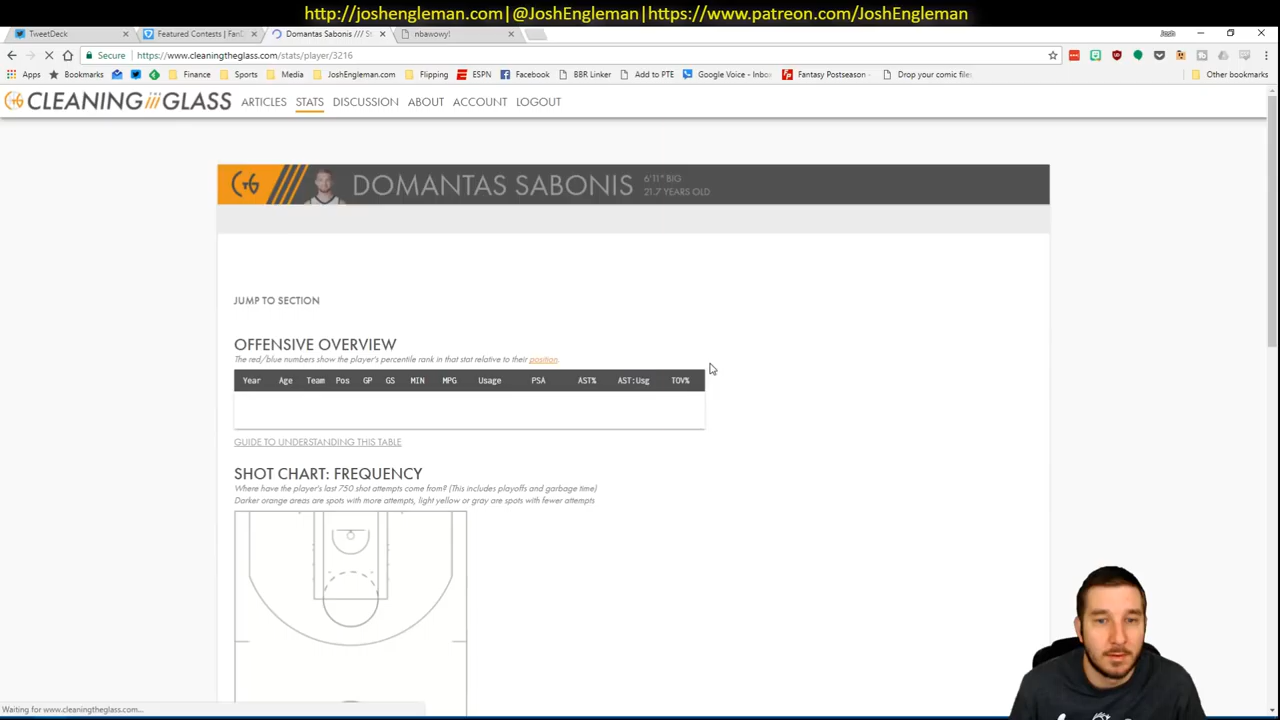 http://joshengleman.com|@JoshEngleman|https://www.patreon.com/JoshEngleman
TweetDeck
Featured Contests | Fan
Domantas Sabonis /// St
nbawowy!
Josh
Secure
https://www.cleaningtheglass.com/stats/player/3216
Apps
Bookmarks
Finance
Sports
Media
JoshEngleman.com
Flipping
ESPN
Facebook
BBR Linker
Add to PTE
Google Voice - Inbo
Fantasy Postseason
Drop your comic file
Other bookmarks
CLEANING GLASS
ARTICLES STATS DISCUSSION ABOUT ACCOUNT LOGOUT
CTG
DOMANTAS SABONIS
6'11" BIG
21.7 YEARS OLD
JUMP TO SECTION
OFFENSIVE OVERVIEW
The red/blue numbers show the player's percentile rank in that stat relative to their position.
Year Age Team Pos GP GS MIN MPG Usage PSA AST% AST:Usg TOV%
GUIDE TO UNDERSTANDING THIS TABLE
SHOT CHART: FREQUENCY
Where have the player's last 750 shot attempts come from? (This includes playoffs and garbage time)
Darker orange areas are spots with more attempts, light yellow or gray are spots with fewer attempts
Waiting for www.cleaningtheglass.com...